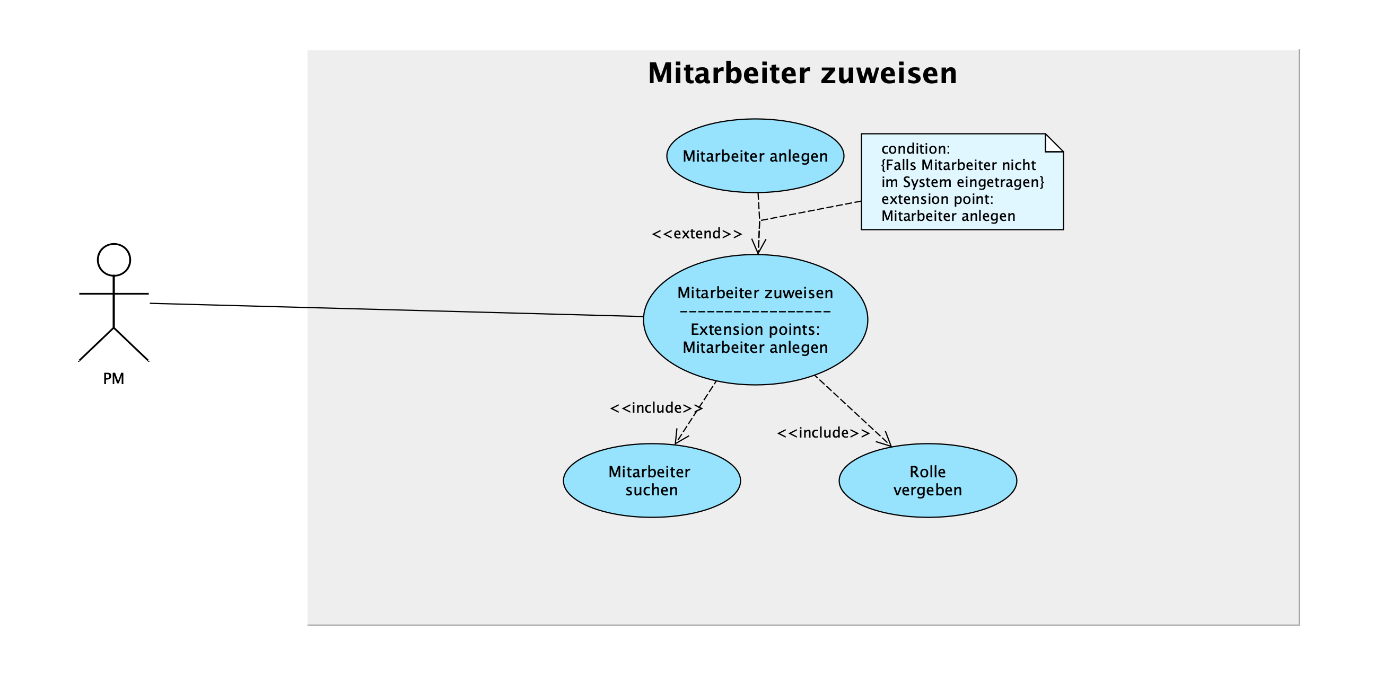 Mitarbeiter zuweisen
Mitarbeiter anlegen
condition:
{Falls Mitarbeiter nicht
im System eingetragen}
extension point:
Mitarbeiter anlegen
<<extend>>
Mitarbeiter zuweisen
Extension points:
Mitarbeiter anlegen
PM
<<include>>
<<include>>
Mitarbeiter
suchen
Rolle
vergeben